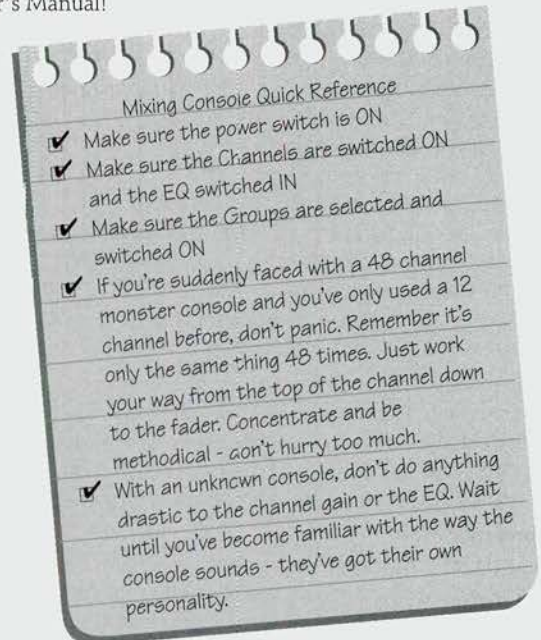 's Manual!
Mixing Console Quick Reference
Make sure the power switch is ON
Make sure the Channels are switched ON
and the EQ switched IN
Make sure the Groups are selected and
switched ON
If you're suddenly faced with a 48 channel
monster console and you've only used a 12
channel before, don't panic. Remember it's
only the same thing 48 times. Just work
your way from the top of the channel down
to the fader. Concentrate and be
methodical - don't hurry too much.
With an unknown console, don't do anything
drastic to the channel gain or the EQ. Wait
until you've become familiar with the way the
console sounds - they've got their own
personality.